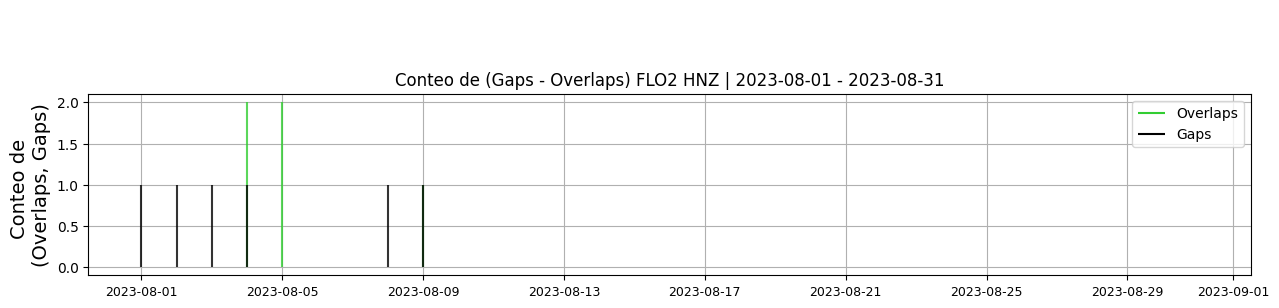 Conteo de (Gaps - Overlaps) FLO2 HNZ | 2023-08-01 - 2023-08-31
Conteo de
(Overlaps, Gaps)
2.0
1.5
1.0
0.5
0.0
Overlaps
Gaps
2023-08-01 2023-08-05 2023-08-09 2023-08-13 2023-08-17 2023-08-21 2023-08-25 2023-08-29 2023-09-01